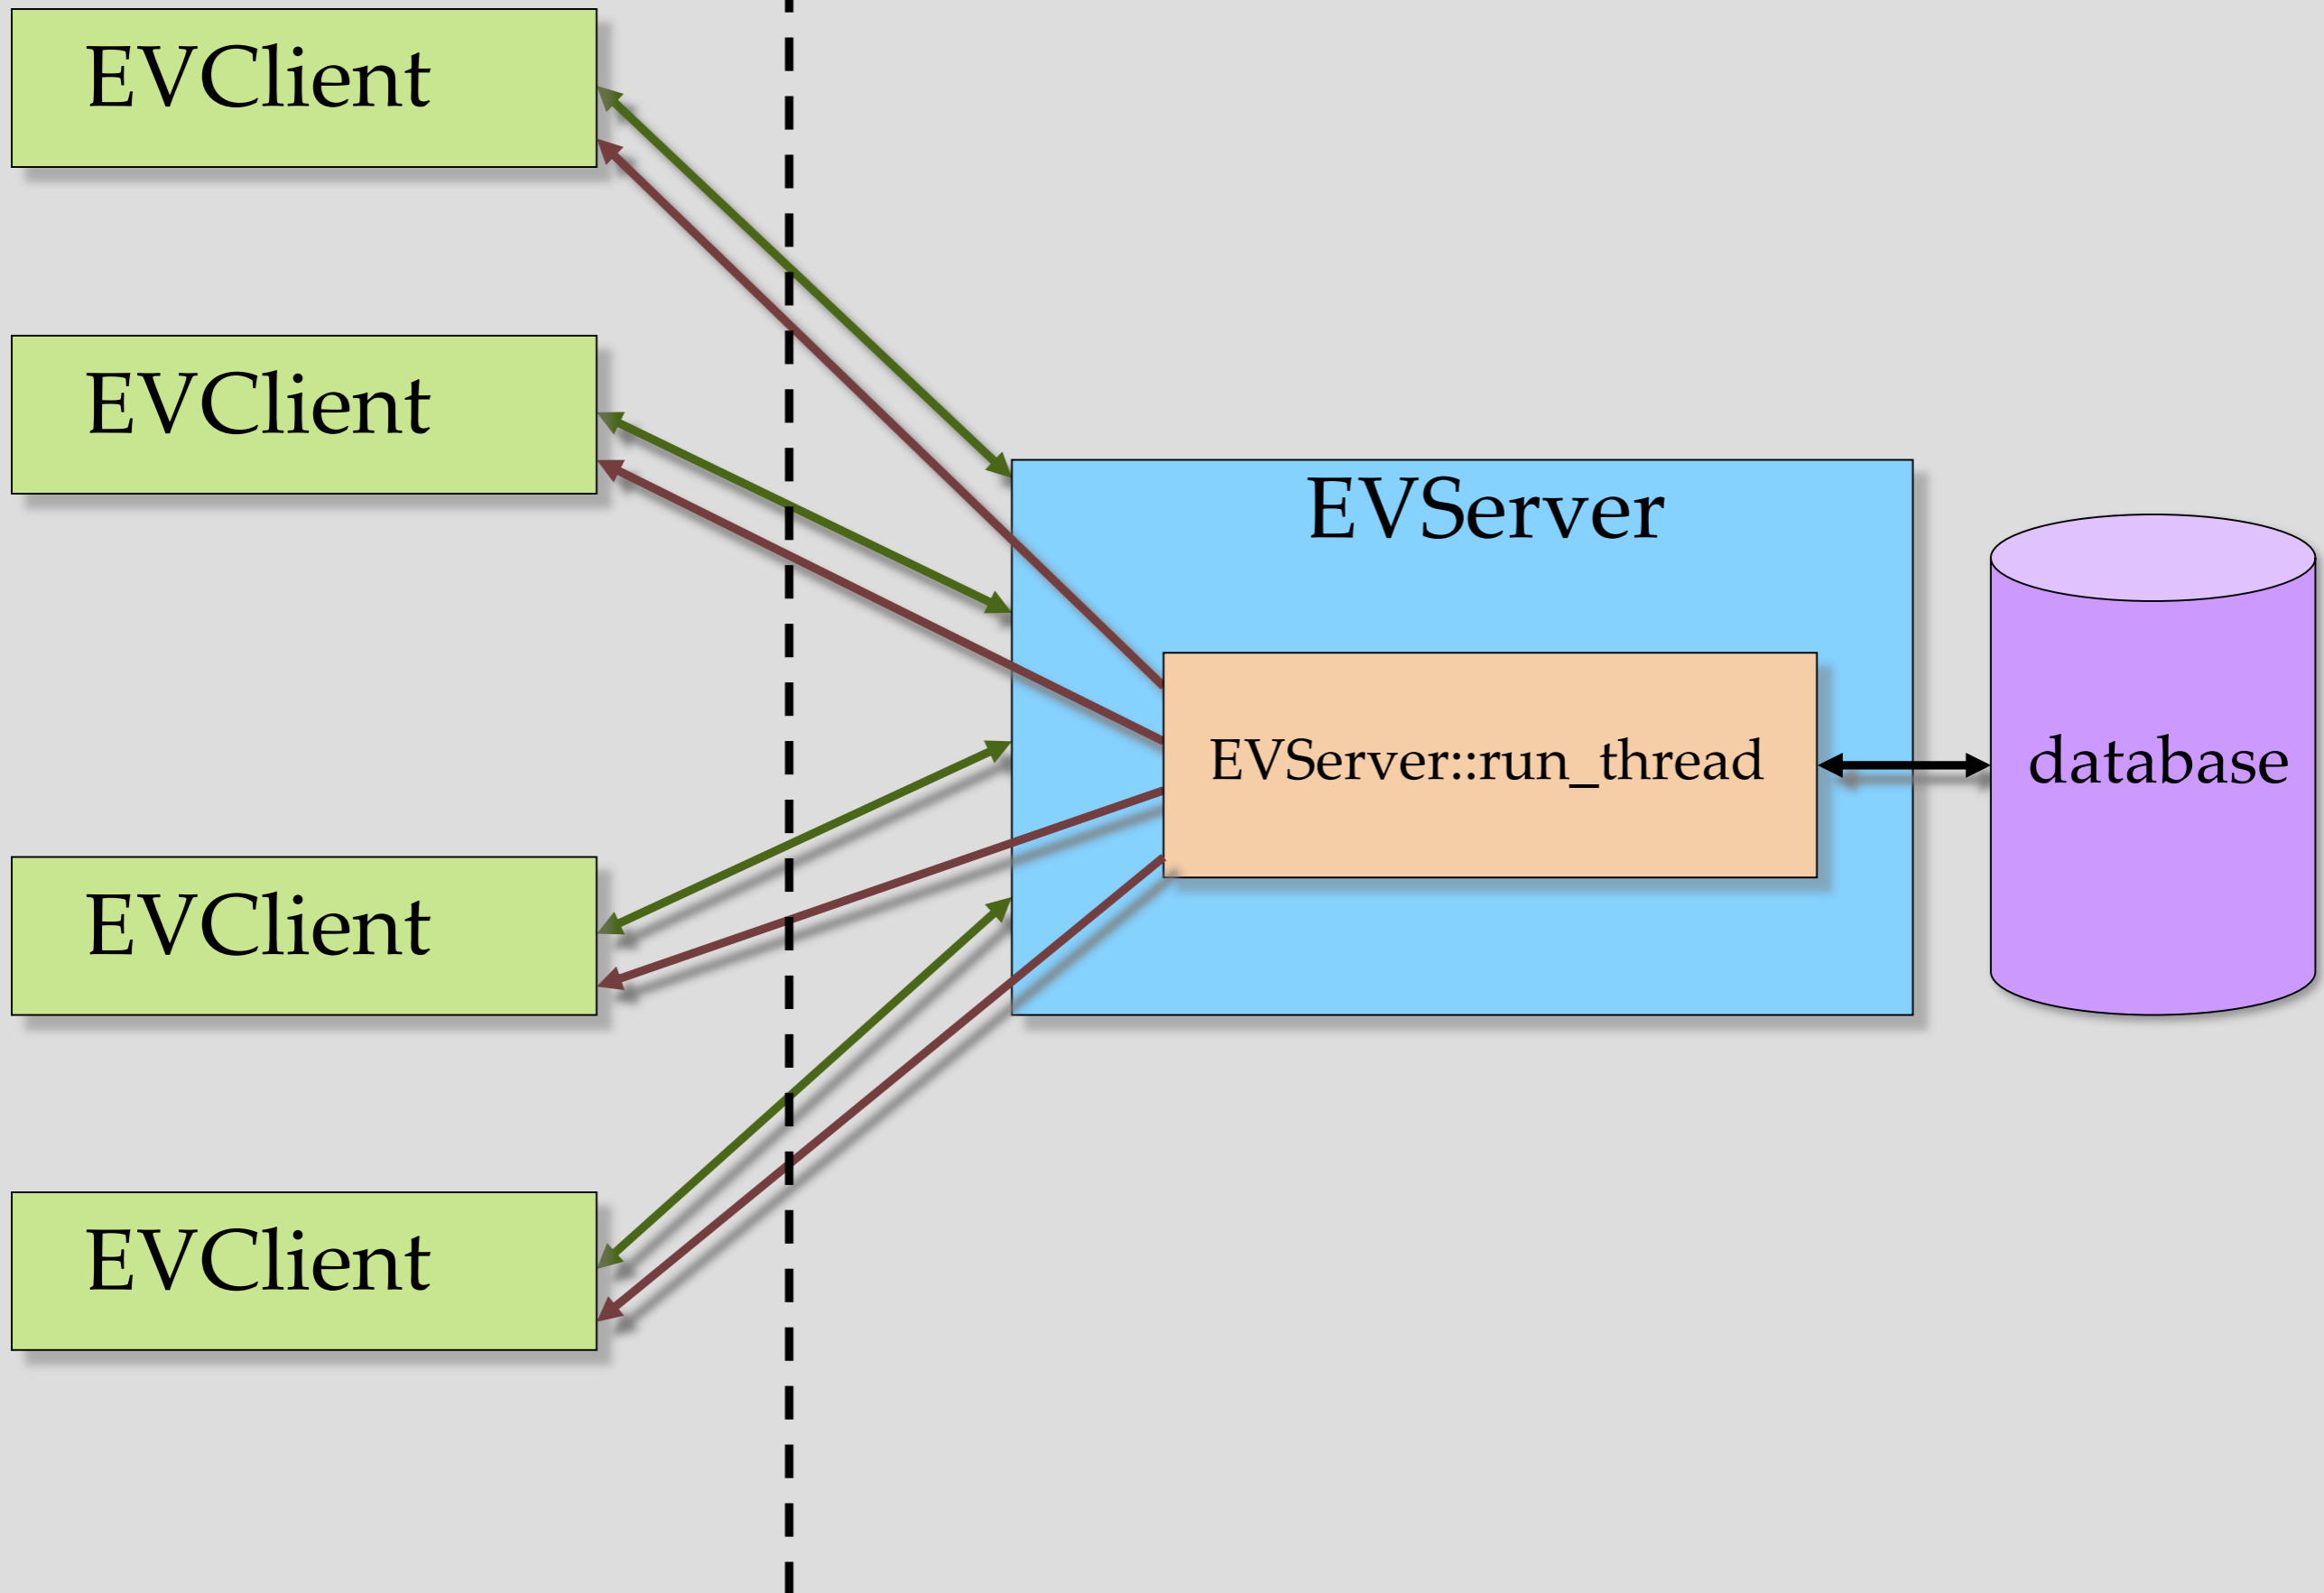 EVClient
EVClient
EVServer
EVServer::run_thread
database
EVClient
EVClient